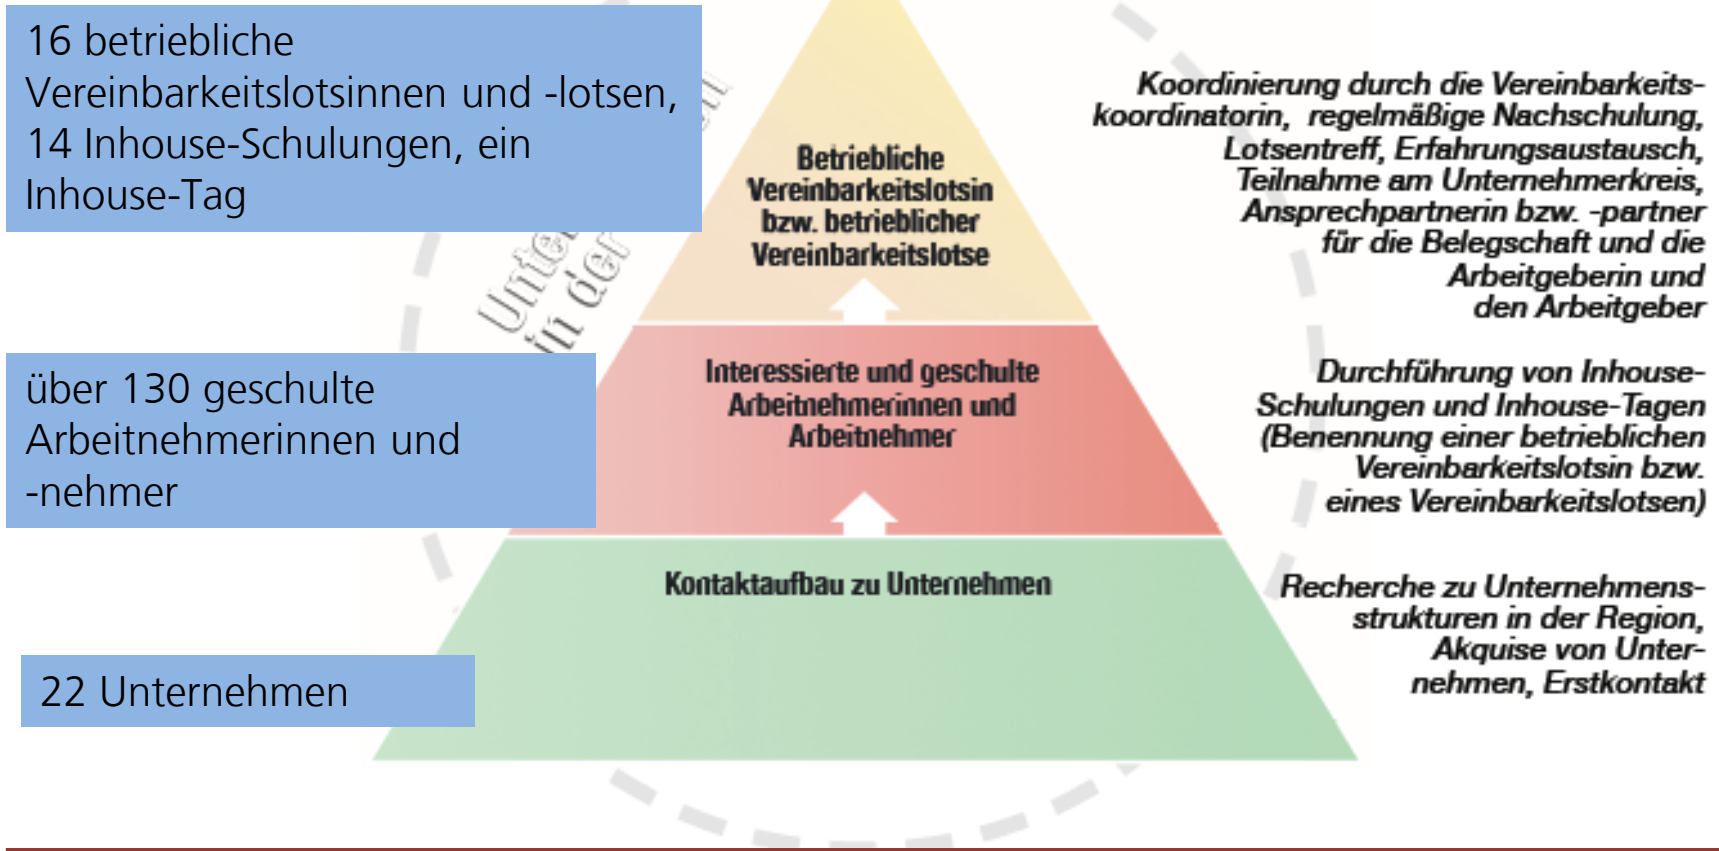 16 betriebliche
Vereinbarkeitslotsinnen und -lotsen,
14 Inhouse-Schulungen, ein
Inhouse-Tag
Betriebliche
Vereinbarkeitslotsin
bzw. betrieblicher
Vereinbarkeitslotse
Koordinierung durch die Vereinbarkeits-
koordinatorin, regelmäßige Nachschulung,
Lotsentreff, Erfahrungsaustausch,
Teilnahme am Unternehmerkreis,
Ansprechpartnerin bzw. -partner
für die Belegschaft und die
Arbeitgeberin und
den Arbeitgeber
in der
über 130 geschulte
Arbeitnehmerinnen und
-nehmer
Interessierte und geschulte
Arbeitnehmerinnen und
Arbeitnehmer
Durchführung von Inhouse-
Schulungen und Inhouse-Tagen
(Benennung einer betrieblichen
Vereinbarkeitslotsin bzw.
eines Vereinbarkeitslotsen)
Kontaktaufbau zu Unternehmen
Recherche zu Unternehmens-
strukturen in der Region,
Akquise von Unter-
nehmen, Erstkontakt
22 Unternehmen